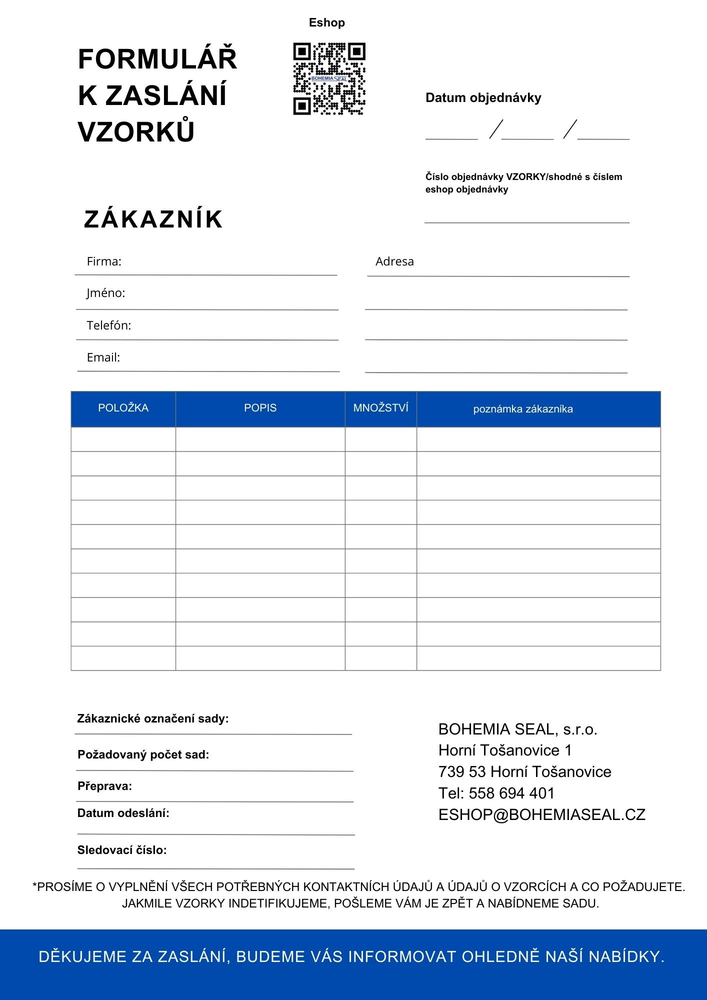 Eshop
FORMULÁŘ
K ZASLÁNÍ
VZORKŮ
BOHEMIA SEAL
Datum objednávky
/ /
Číslo objednávky VZORKY/shodné s číslem
eshop objednávky
ZÁKAZNÍK
Firma:
Adresa
Jméno:
Telefón:
Email:
POLOŽKA POPIS MNOŽSTVÍ poznámka zákazníka
Zákaznické označení sady:
Požadovaný počet sad:
Přeprava:
Datum odeslání:
Sledovací číslo:
BOHEMIA SEAL, s.r.o.
Horní Tošanovice 1
739 53 Horní Tošanovice
Tel: 558 694 401
ESHOP@BOHEMIASEAL.CZ
*PROSÍME O VYPLNĚNÍ VŠECH POTŘEBNÝCH KONTAKTNÍCH ÚDAJŮ A ÚDAJŮ O VZORCÍCH A CO POŽADUJETE.
JAKMILE VZORKY INDETIFIKUJEME, POŠLEME VÁM JE ZPĚT A NABÍDNEME SADU.
DĚKUJEME ZA ZASLÁNÍ, BUDEME VÁS INFORMOVAT OHLEDNĚ NAŠÍ NABÍDKY.